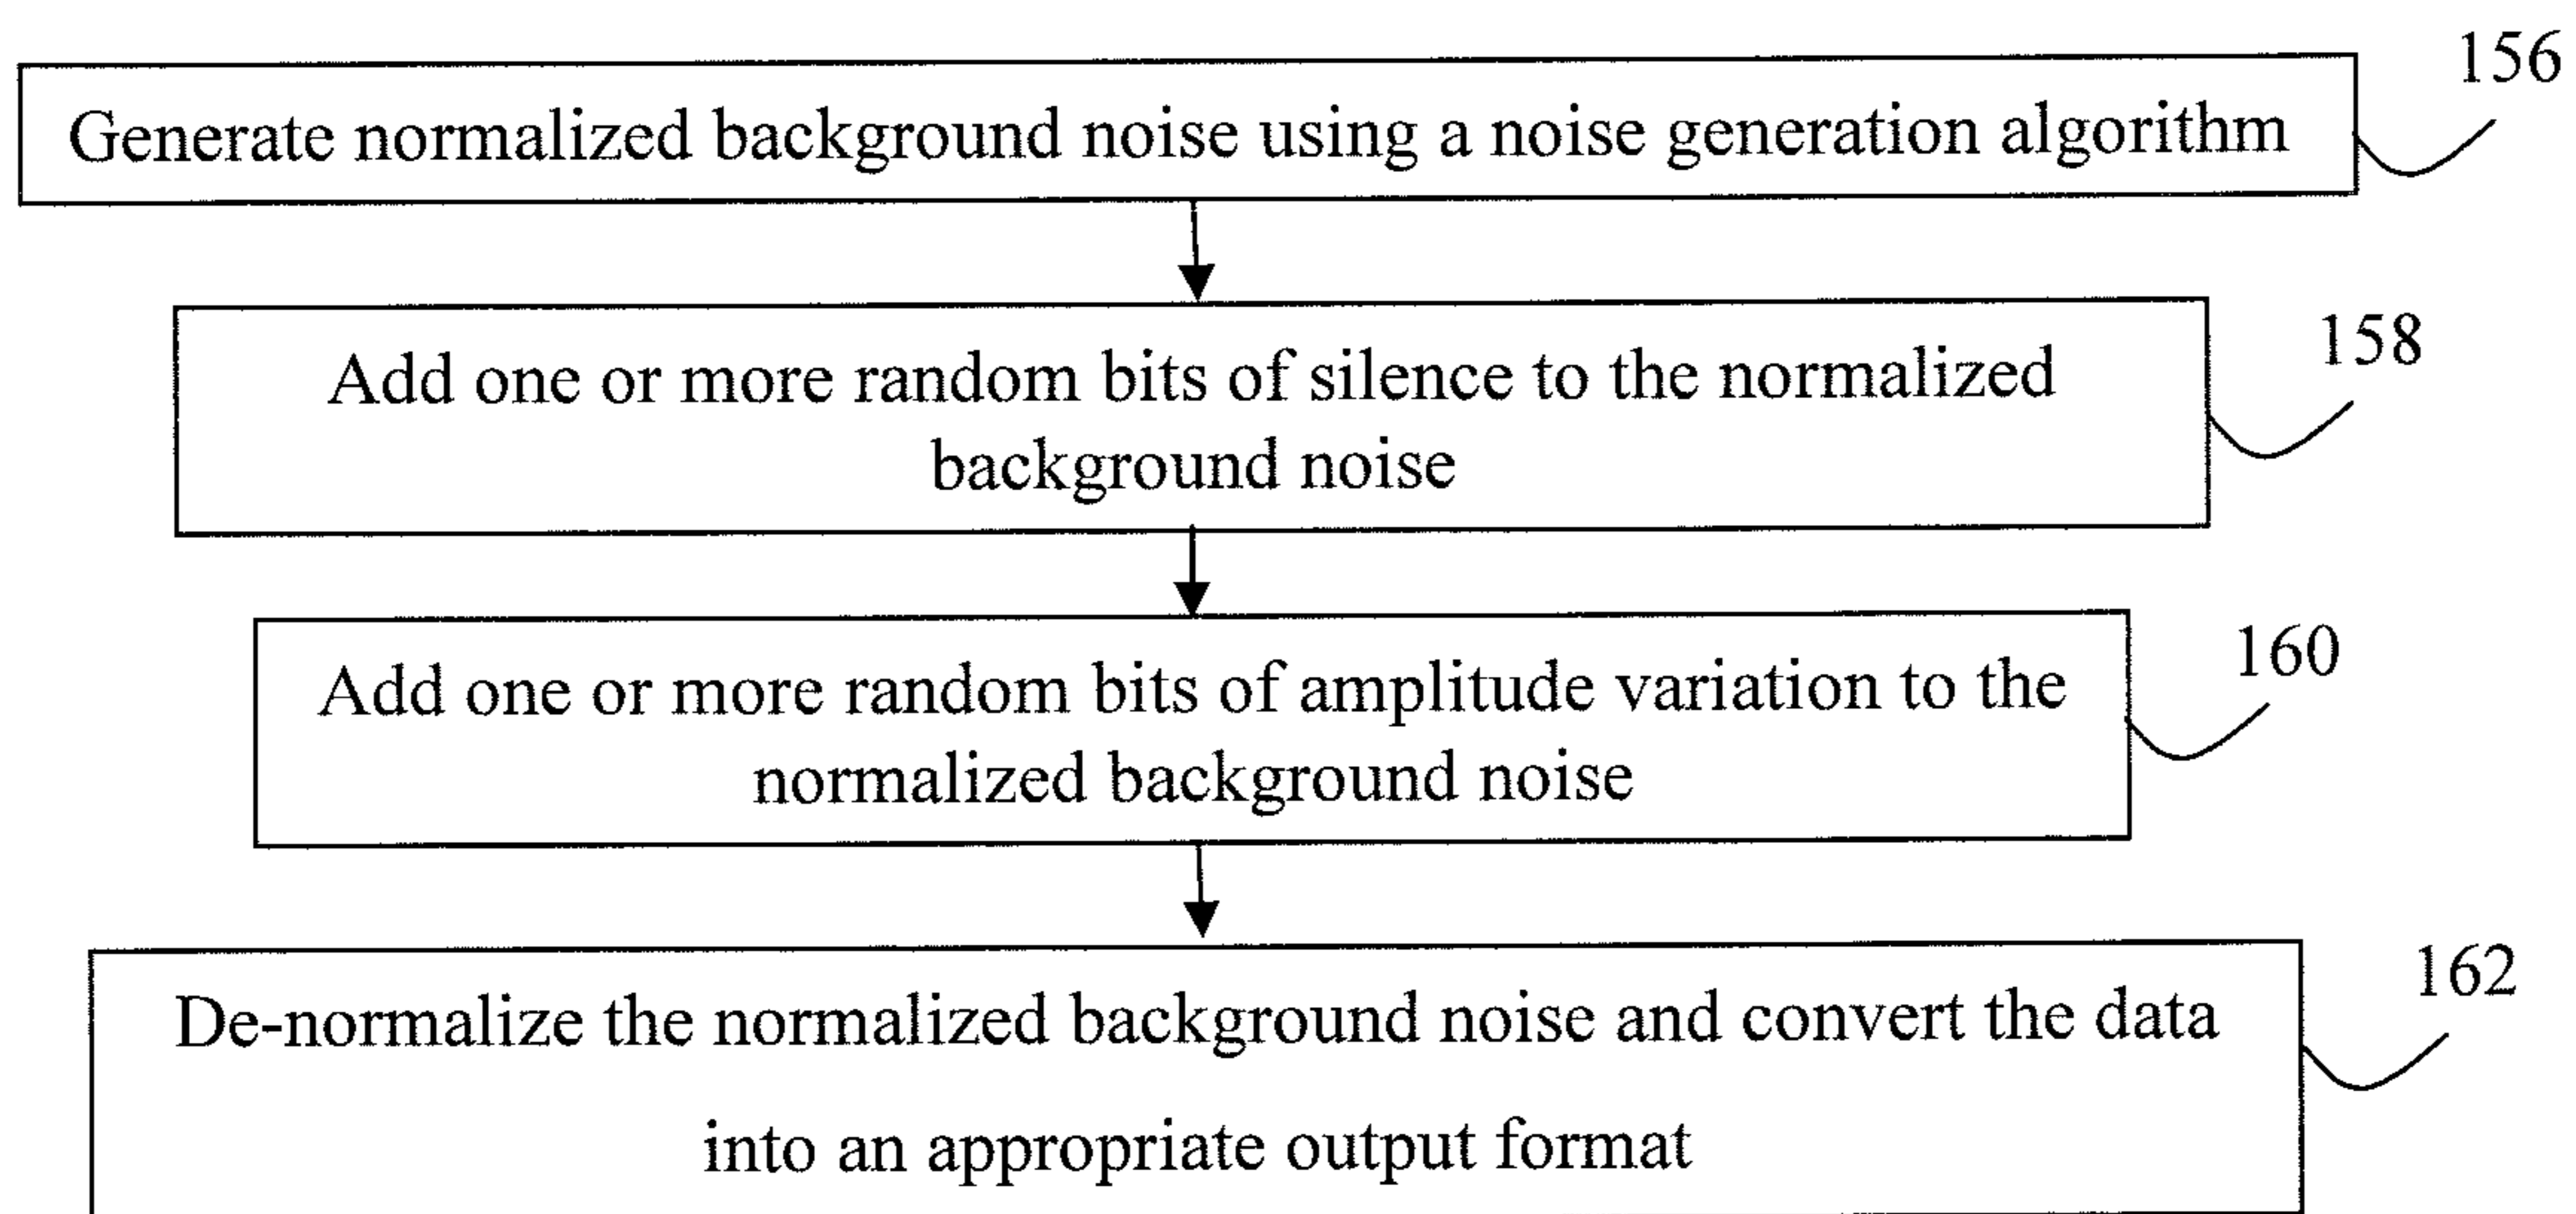 156
Generate normalized background noise using a noise generation algorithm
158
Add one or more random bits of silence to the normalized
background noise
160
Add one or more random bits of amplitude variation to the
normalized background noise
162
De-normalize the normalized background noise and convert the data
into an appropriate output format